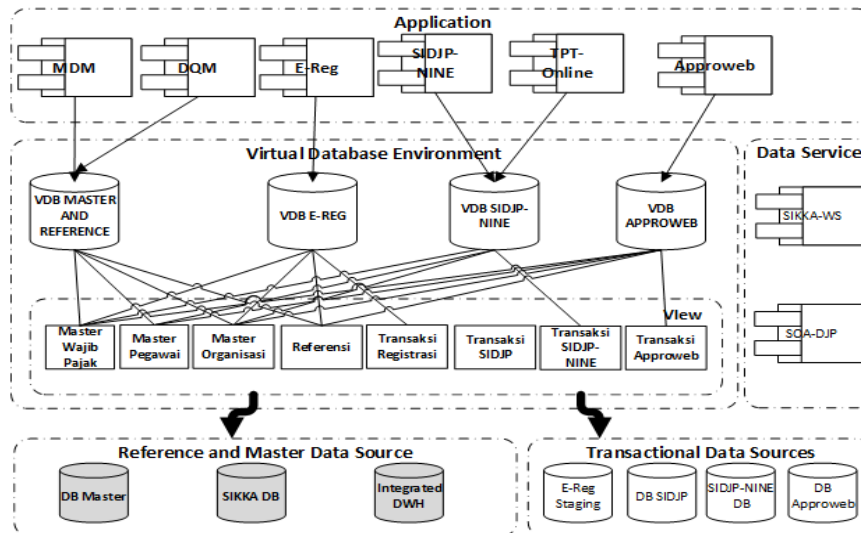 Application
MDM
DQM
E-Reg
SIDJP-
NINE
TPT-
Online
Approweb
Virtual Database Environment
VDB MASTER
AND
REFERENCE
VDB E-REG
VDB SIDJP-
NINE
VDB
APPROWEB
Data Service
SIKKA-WS
SOA-DJP
View
Master
Wajib
Pajak
Master
Pegawai
Master
Organisasi
Referensi
Transaksi
Registrasi
Transaksi
SIDJP
Transaksi
SIDJP-
NINE
Transaksi
Approweb
Reference and Master Data Source
DB Master
SIKKA DB
Integrated
DWH
Transactional Data Sources
E-Reg
Staging
DB SIDJP
SIDJP-NINE
DB
DB
Approweb